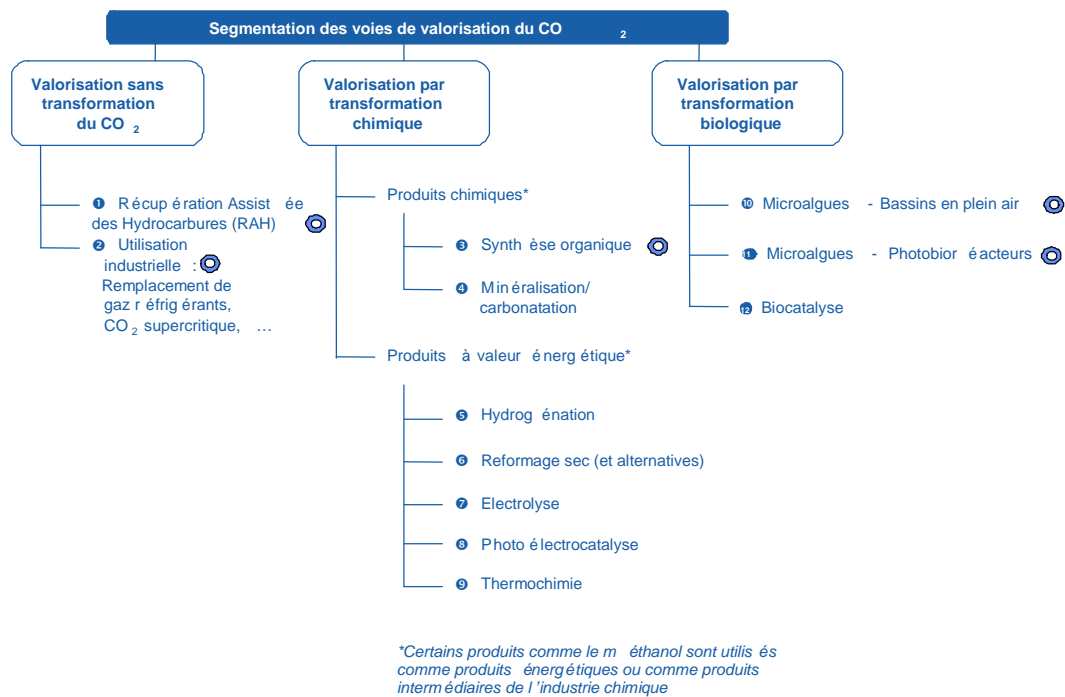 Segmentation des voies de valorisation du CO 2
Valorisation sans
transformation
du CO 2
❶ Récupération Assistée
des Hydrocarbures (RAH)
❷ Utilisation
industrielle :
Remplacement de
gaz réfrigérants,
CO2 supercritique, …
Valorisation par
transformation
chimique
Produits chimiques*
❸ Synthèse organique
❹ Minéralisation/
carbonatation
Produits à valeur énergétique*
❺ Hydrogénation
❻ Reformage sec (et alternatives)
❼ Electrolyse
❽ Photo électrocatalyse
❾ Thermochimie
Valorisation par
transformation
biologique
❿ Microalgues - Bassins en plein air
⓫ Microalgues - Photobioréacteurs
⓬ Biocatalyse
*Certains produits comme le méthanol sont utilisés
comme produits énergétiques ou comme produits
intermédiaires de l'industrie chimique